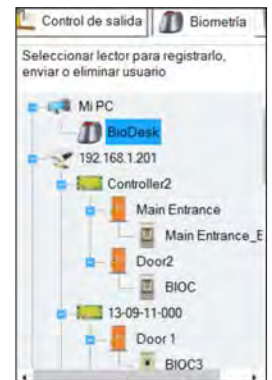 Control de salida
Biometría
Seleccionar lector para registrarlo,
enviar o eliminar usuario
Mi PC
BioDesk
192.168.1.201
Controller2
Main Entrance
Main Entrance_E
Door2
BIOC
13-09-11-000
Door 1
BIOC3